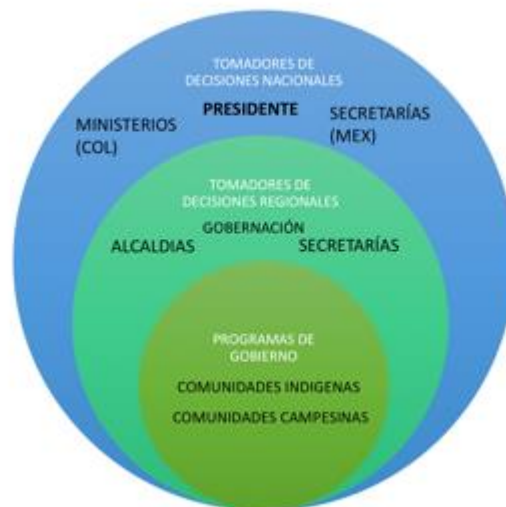 TOMADORES DE
DECISIONES NACIONALES
PRESIDENTE
MINISTERIOS
(COL)
SECRETARÍAS
(MEX)
TOMADORES DE
DECISIONES REGIONALES
GOBERNACIÓN
ALCALDIAS
SECRETARÍAS
PROGRAMAS DE
GOBIERNO
COMUNIDADES INDIGENAS
COMUNIDADES CAMPESINAS